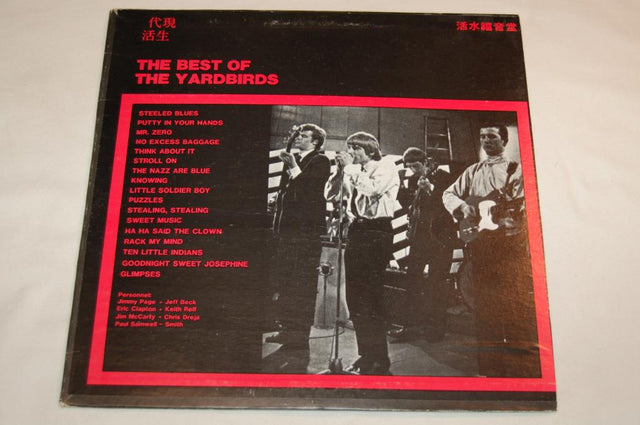 代現
活生
活水福音堂
THE BEST OF
THE YARDBIRDS
STEELED BLUES
PUTTY IN YOUR HANDS
MR. ZERO
NO EXCESS BAGGAGE
THINK ABOUT IT
STROLL ON
THE NAZZ ARE BLUE
KNOWING
LITTLE SOLDIER BOY
PUZZLES
STEALING, STEALING
SWEET MUSIC
HA HA SAID THE CLOWN
RACK MY MIND
TEN LITTLE INDIANS
GOODNIGHT SWEET JOSEPHINE
GLIMPSES
Personnel:
Jimmy Page - Jeff Beck
Eric Clapton - Keith Relf
Jim McCarty - Chris Dreja
Paul Samwell - Smith